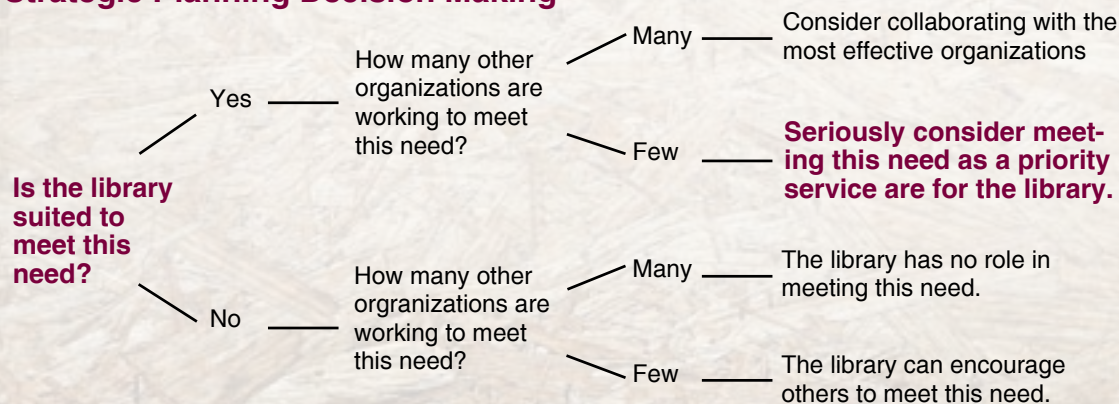 Strategic Planning Decision Making
Many
Consider collaborating with the
most effective organizations
How many other
organizations are
working to meet
this need?
Yes
Few
Seriously consider meet-
ing this need as a priority
service are for the library.
Is the library
suited to
meet this
need?
How many other
orgranizations are
working to meet
this need?
Many
The library has no role in
meeting this need.
No
Few
The library can encourage
others to meet this need.